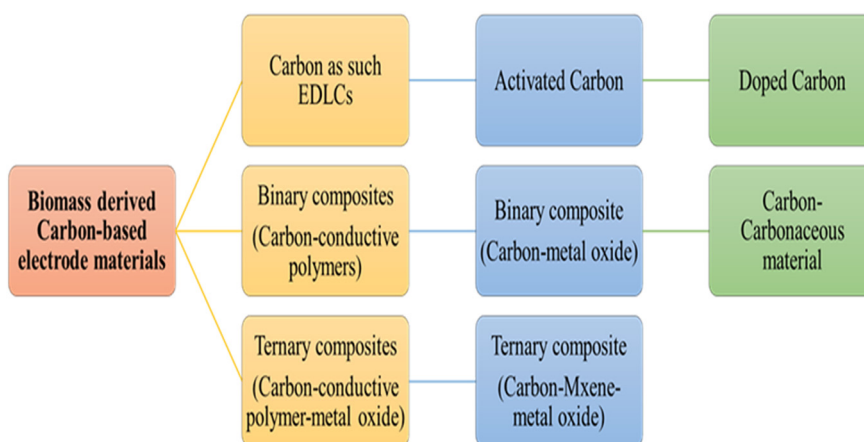 Carbon as such
EDLCs
Activated Carbon
Doped Carbon
Biomass derived
Carbon-based
electrode materials
Binary composites
(Carbon-conductive
polymers)
Binary composite
(Carbon-metal oxide)
Carbon-
Carbonaceous
material
Ternary composites
(Carbon-conductive
polymer-metal oxide)
Ternary composite
(Carbon-Mxene-
metal oxide)